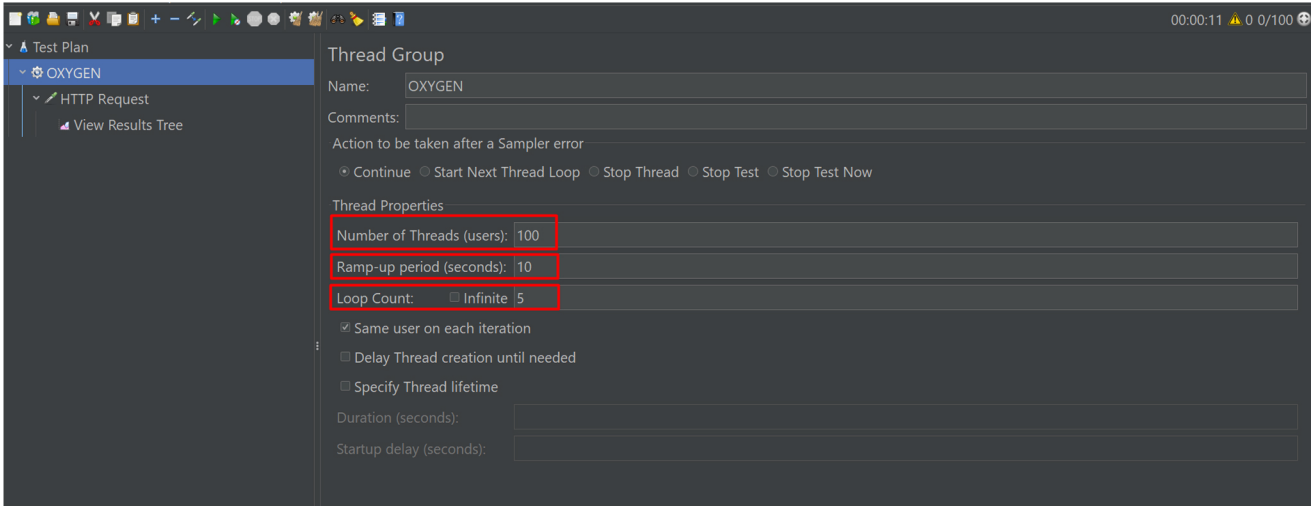 00:00:11 0 0/100
Test Plan
OXYGEN
HTTP Request
View Results Tree
Thread Group
Name: OXYGEN
Comments:
Action to be taken after a Sampler error
Continue Start Next Thread Loop Stop Thread Stop Test Stop Test Now
Thread Properties
Number of Threads (users): 100
Ramp-up period (seconds): 10
Loop Count: Infinite 5
Same user on each iteration
Delay Thread creation until needed
Specify Thread lifetime
Duration (seconds):
Startup delay (seconds):